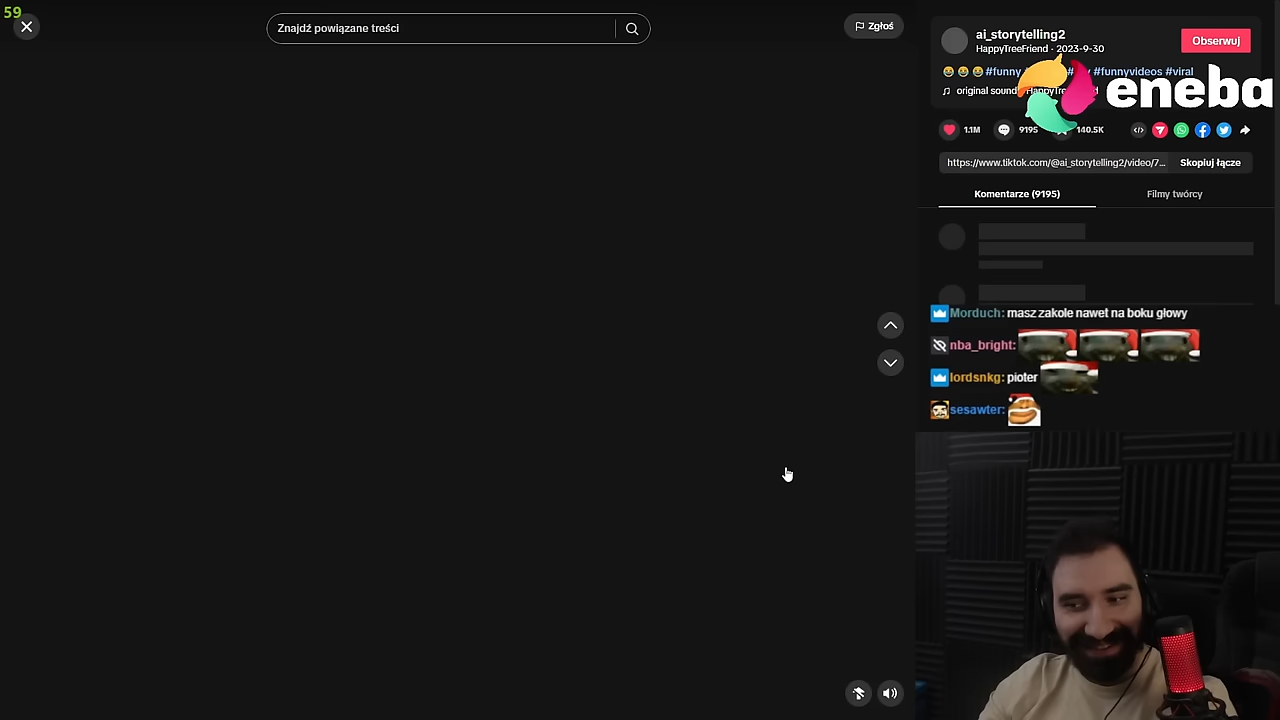 59
Znajdź powiązane treści
Zgłoś
ai_storytelling2
HappyTreeFriend · 2023-9-30
Obserwuj
#funny #funnyvideos #viral
original sound
eneba
1.1M
9195
140.5K
https://www.tiktok.com/@ai_storytelling2/video/7...
Skopiuj łącze
Komentarze (9195)
Filmy twórcy
Morduch: masz zakole nawet na boku głowy
nba_bright:
lordsnkg: pioter
sesawter: